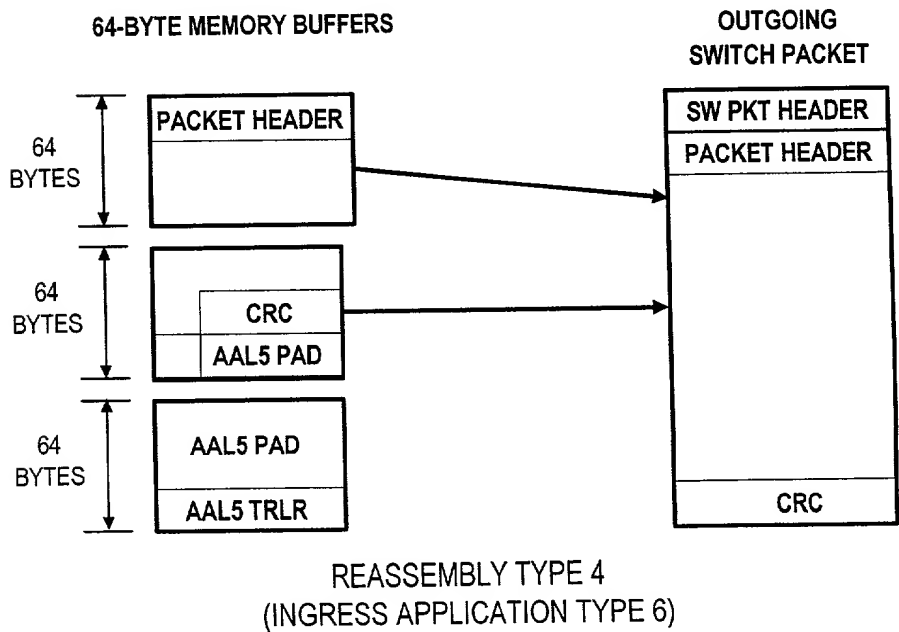 64-BYTE MEMORY BUFFERS
OUTGOING
SWITCH PACKET
64
BYTES
PACKET HEADER
64
BYTES
CRC
AAL5 PAD
64
BYTES
AAL5 PAD
AAL5 TRLR
SW PKT HEADER
PACKET HEADER
CRC
REASSEMBLY TYPE 4
(INGRESS APPLICATION TYPE 6)